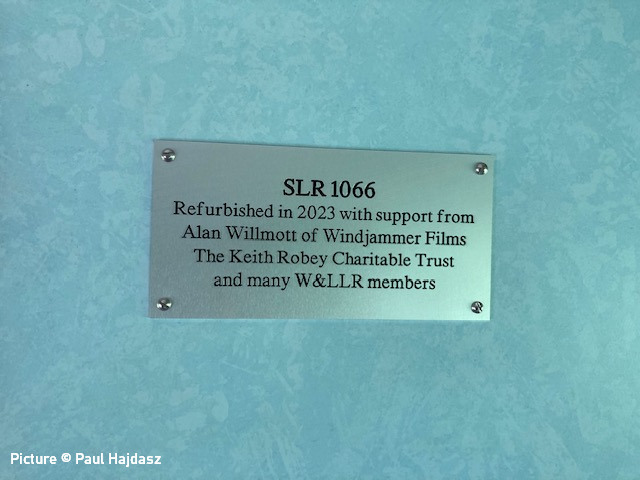 SLR 1066
Refurbished in 2023 with support from
Alan Willmott of Windjammer Films
The Keith Robey Charitable Trust
and many W&LLR members
Picture © Paul Hajdasz